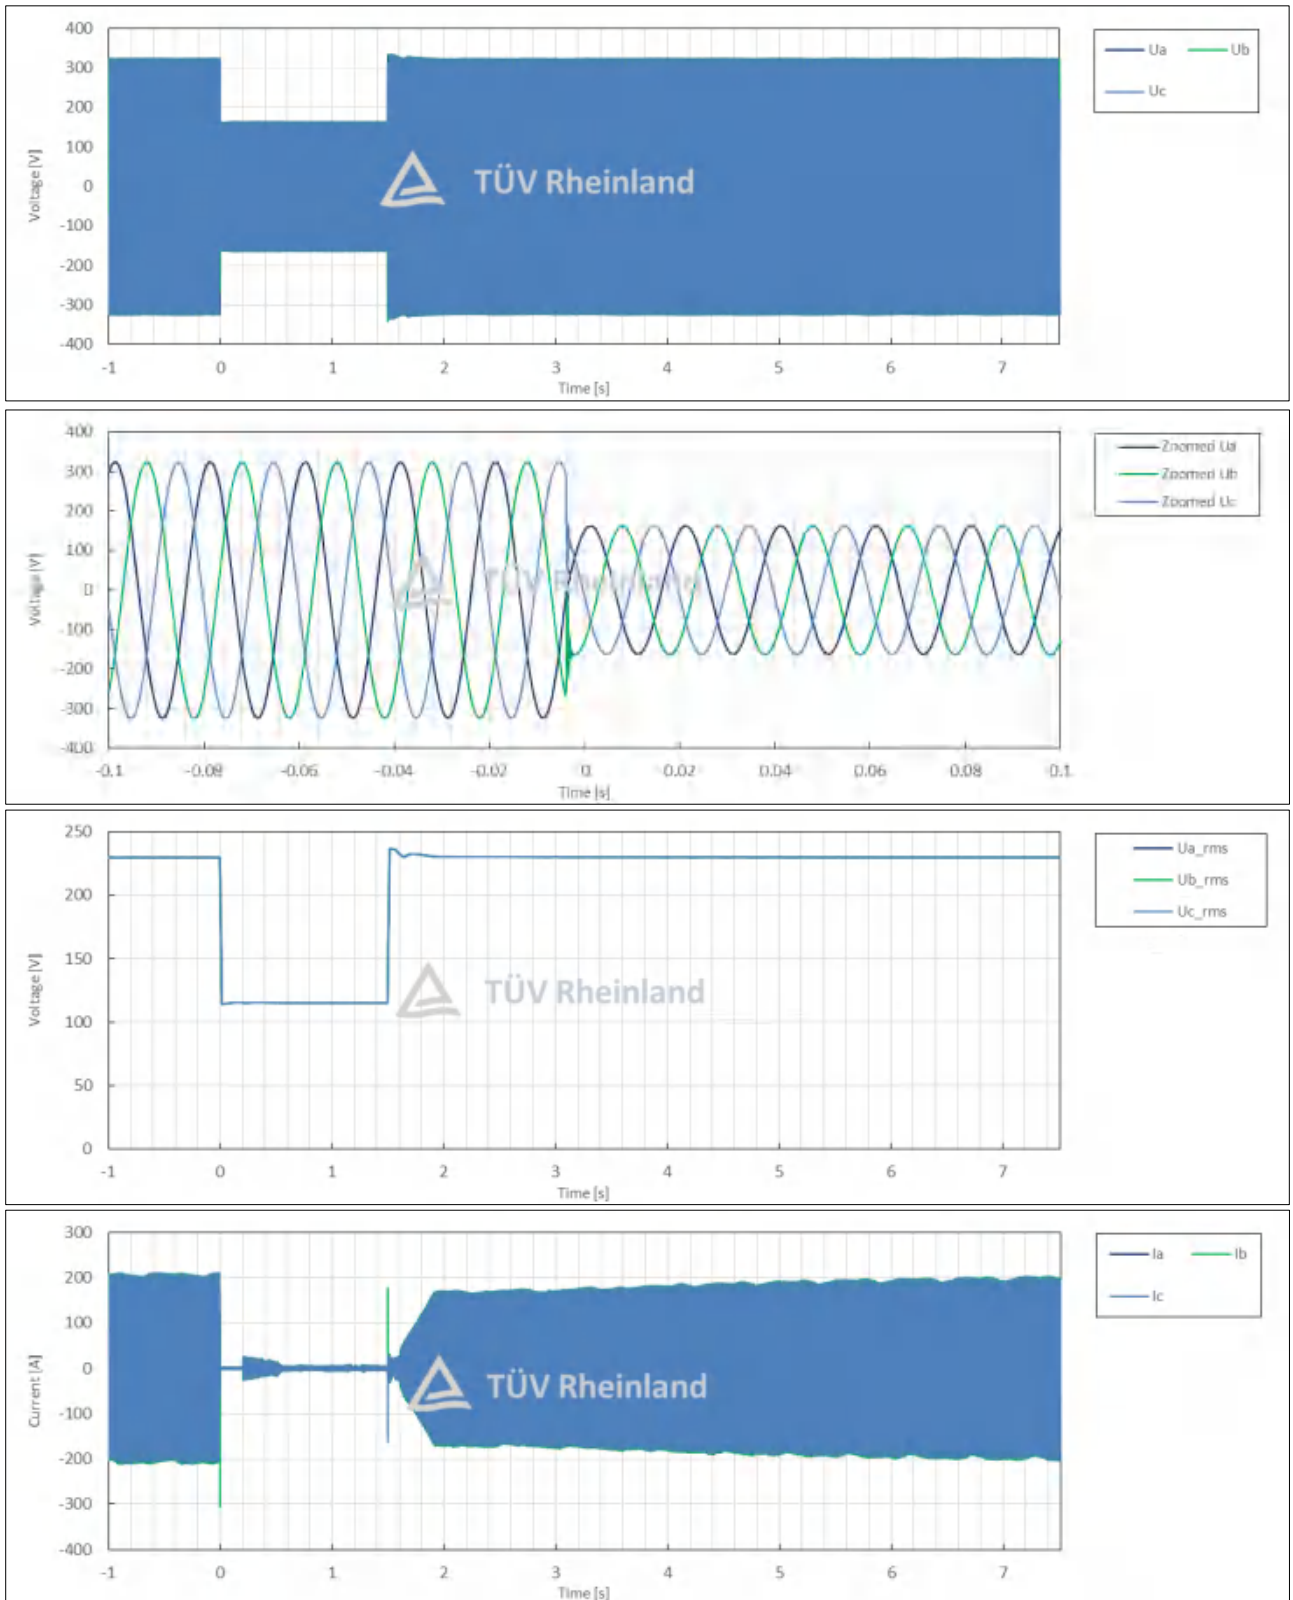 400
300
200
100
0
-100
-200
-300
-400
Voltage [V]
-1 0 1 2 3 4 5 6 7
Time [s]
Ua Ub
Uc
TÜV Rheinland
400
300
200
100
0
-100
-200
-300
-400
Voltage [V]
-0.1 -0.08 -0.06 -0.04 -0.02 0 0.02 0.04 0.06 0.08 0.1
Time [s]
Zoomed Ua
Zoomed Ub
Zoomed Uc
TÜV Rheinland
250
200
150
100
50
0
Voltage [V]
-1 0 1 2 3 4 5 6 7
Time [s]
Ua_rms
Ub_rms
Uc_rms
TÜV Rheinland
300
200
100
0
-100
-200
-300
-400
Current [A]
-1 0 1 2 3 4 5 6 7
Time [s]
Ia Ib
Ic
TÜV Rheinland